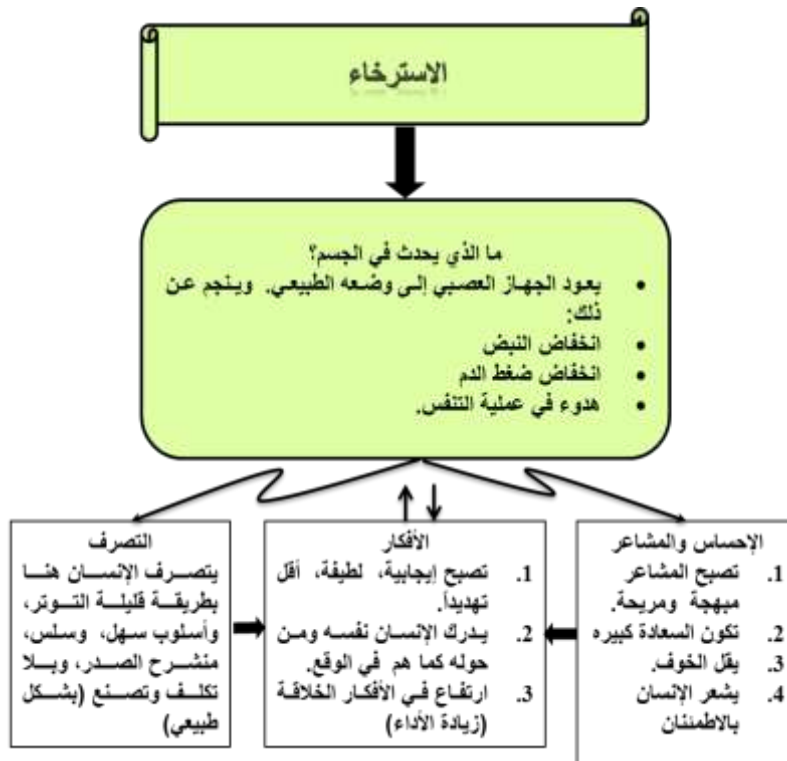 الاسترخاء
ما الذي يحدث في الجسم؟
• يعود الجهاز العصبي إلى وضعه الطبيعي. وينجم عن
ذلك:
• انخفاض النبض
• انخفاض ضغط الدم
• هدوء في عملية التنفس.
الإحساس والمشاعر
1. تصبح المشاعر
مبهجة ومريحة.
2. تكون السعادة كبيره
3. يقل الخوف.
4. يشعر الإنسان
بالاطمئنان
الأفكار
1. تصبح إيجابية، لطيفة، أقل
تهديداً.
2. يدرك الإنسان نفسه ومن
حوله كما هم في الوقع.
3. ارتفاع في الأفكار الخلاقة
(زيادة الأداء)
التصرف
يتصرف الإنسان هنا
بطريقة قليلة التوتر،
وأسلوب سهل، وسلس،
منشرح الصدر، وبلا
تكلف وتصنع (بشكل
طبيعي)